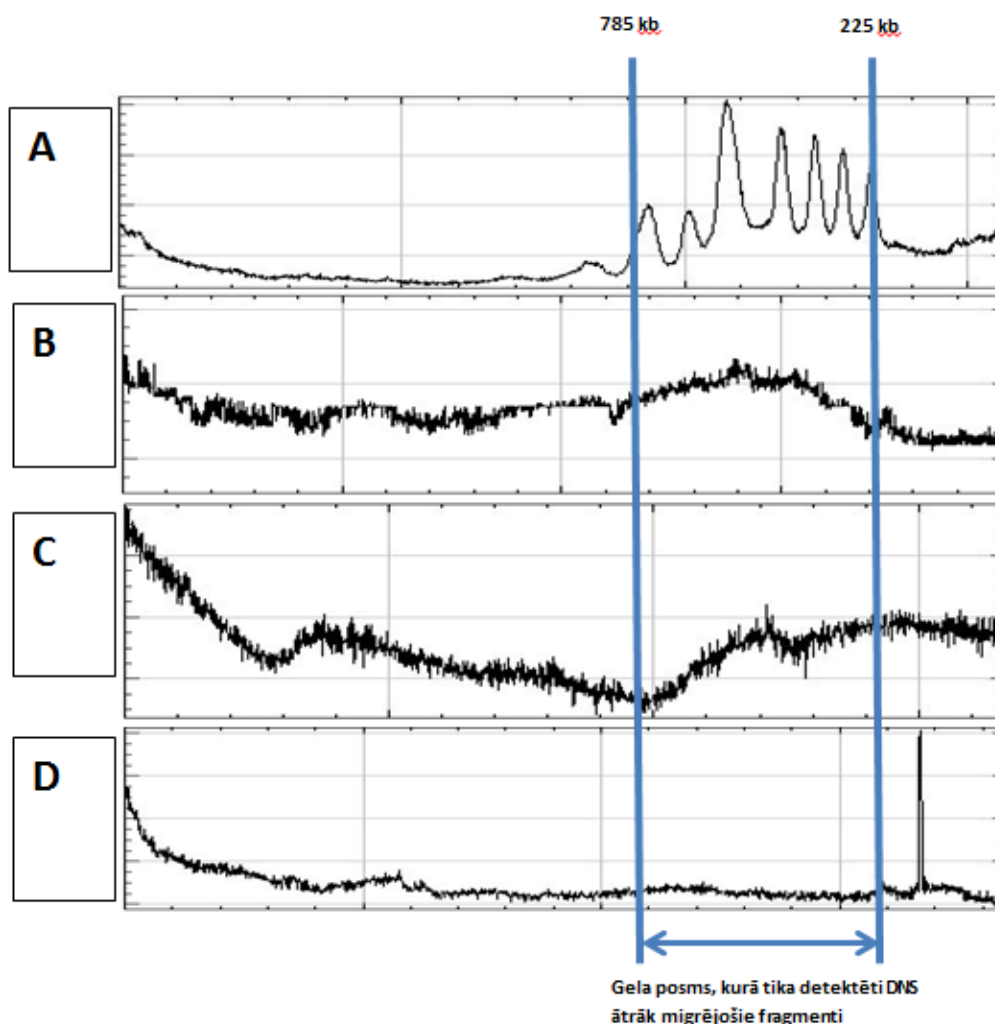 785 kb
225 kb
A
B
C
D
Gela posms, kurā tika detektēti DNS
ātrāk migrējošie fragmenti